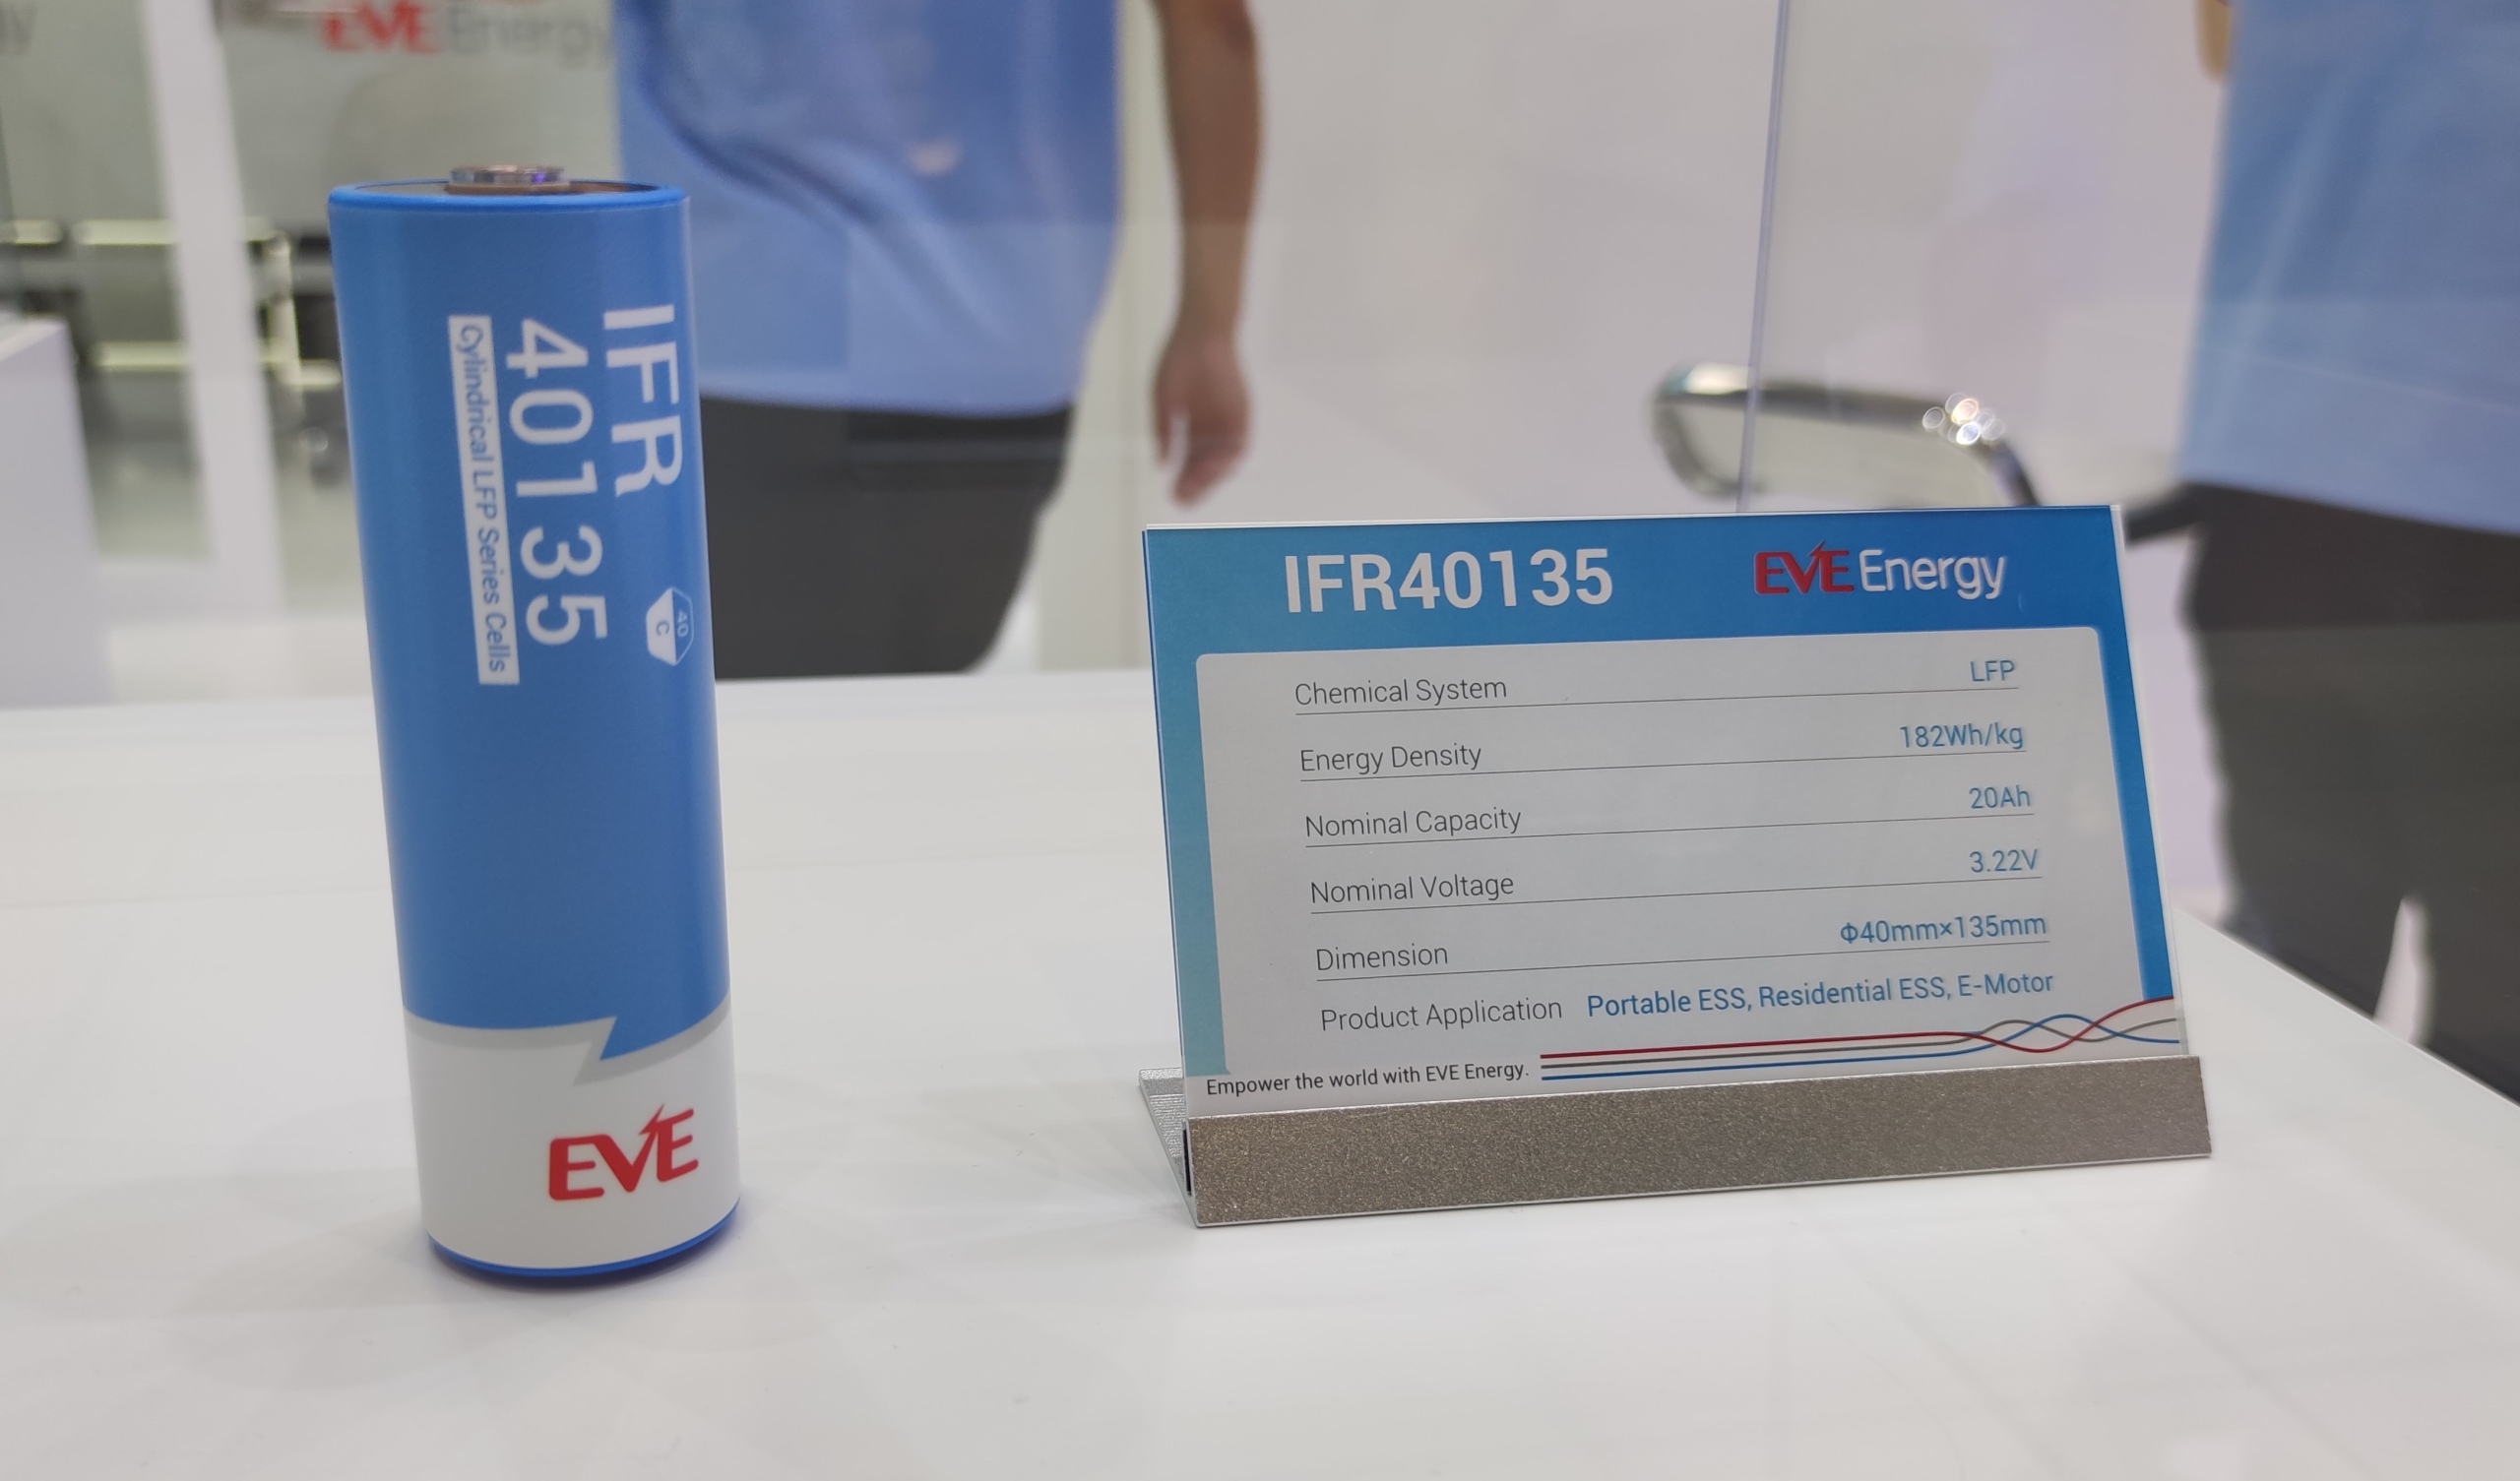 EVE Energy
IFR
40135
Cylindrical LFP Series Cells
40
C
EVE
IFR40135
EVE Energy
Chemical System LFP
Energy Density 182Wh/kg
Nominal Capacity 20Ah
Nominal Voltage 3.22V
Dimension Φ40mm×135mm
Product Application Portable ESS, Residential ESS, E-Motor
Empower the world with EVE Energy.